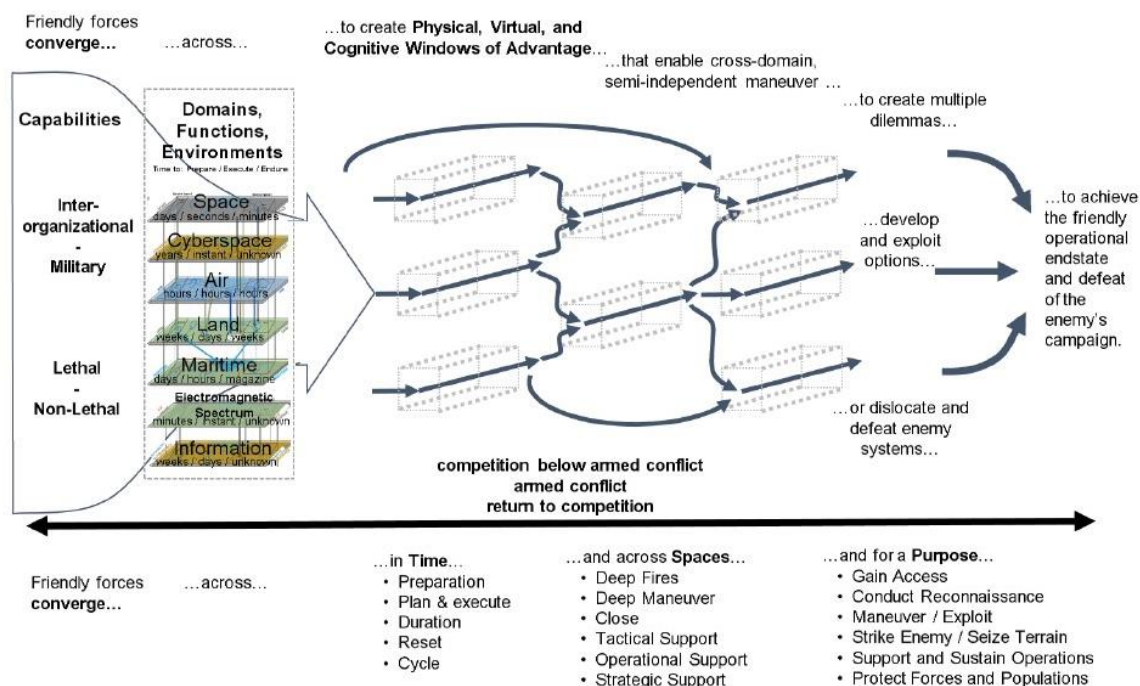 Friendly forces
converge…
…across…
…to create Physical, Virtual, and
Cognitive Windows of Advantage…
…that enable cross-domain,
semi-independent maneuver …
…to create multiple
dilemmas…
Capabilities
Inter-
organizational
-
Military
Lethal
-
Non-Lethal
Domains,
Functions,
Environments
Time to: Prepare / Execute / Endure
Space
days / seconds / minutes
Cyberspace
years / instant / unknown
Air
hours / hours / hours
Land
weeks / days / weeks
Maritime
days / hours / magazine
Electromagnetic
Spectrum
minutes / instant / unknown
Information
weeks / days / unknown
…develop
and exploit
options…
…or dislocate and
defeat enemy
systems…
…to achieve
the friendly
operational
endstate
and defeat
of the
enemy's
campaign.
competition below armed conflict
armed conflict
return to competition
Friendly forces
converge…
…across…
…in Time…
• Preparation
• Plan & execute
• Duration
• Reset
• Cycle
…and across Spaces…
• Deep Fires
• Deep Maneuver
• Close
• Tactical Support
• Operational Support
• Strategic Support
…and for a Purpose…
• Gain Access
• Conduct Reconnaissance
• Maneuver / Exploit
• Strike Enemy / Seize Terrain
• Support and Sustain Operations
• Protect Forces and Populations